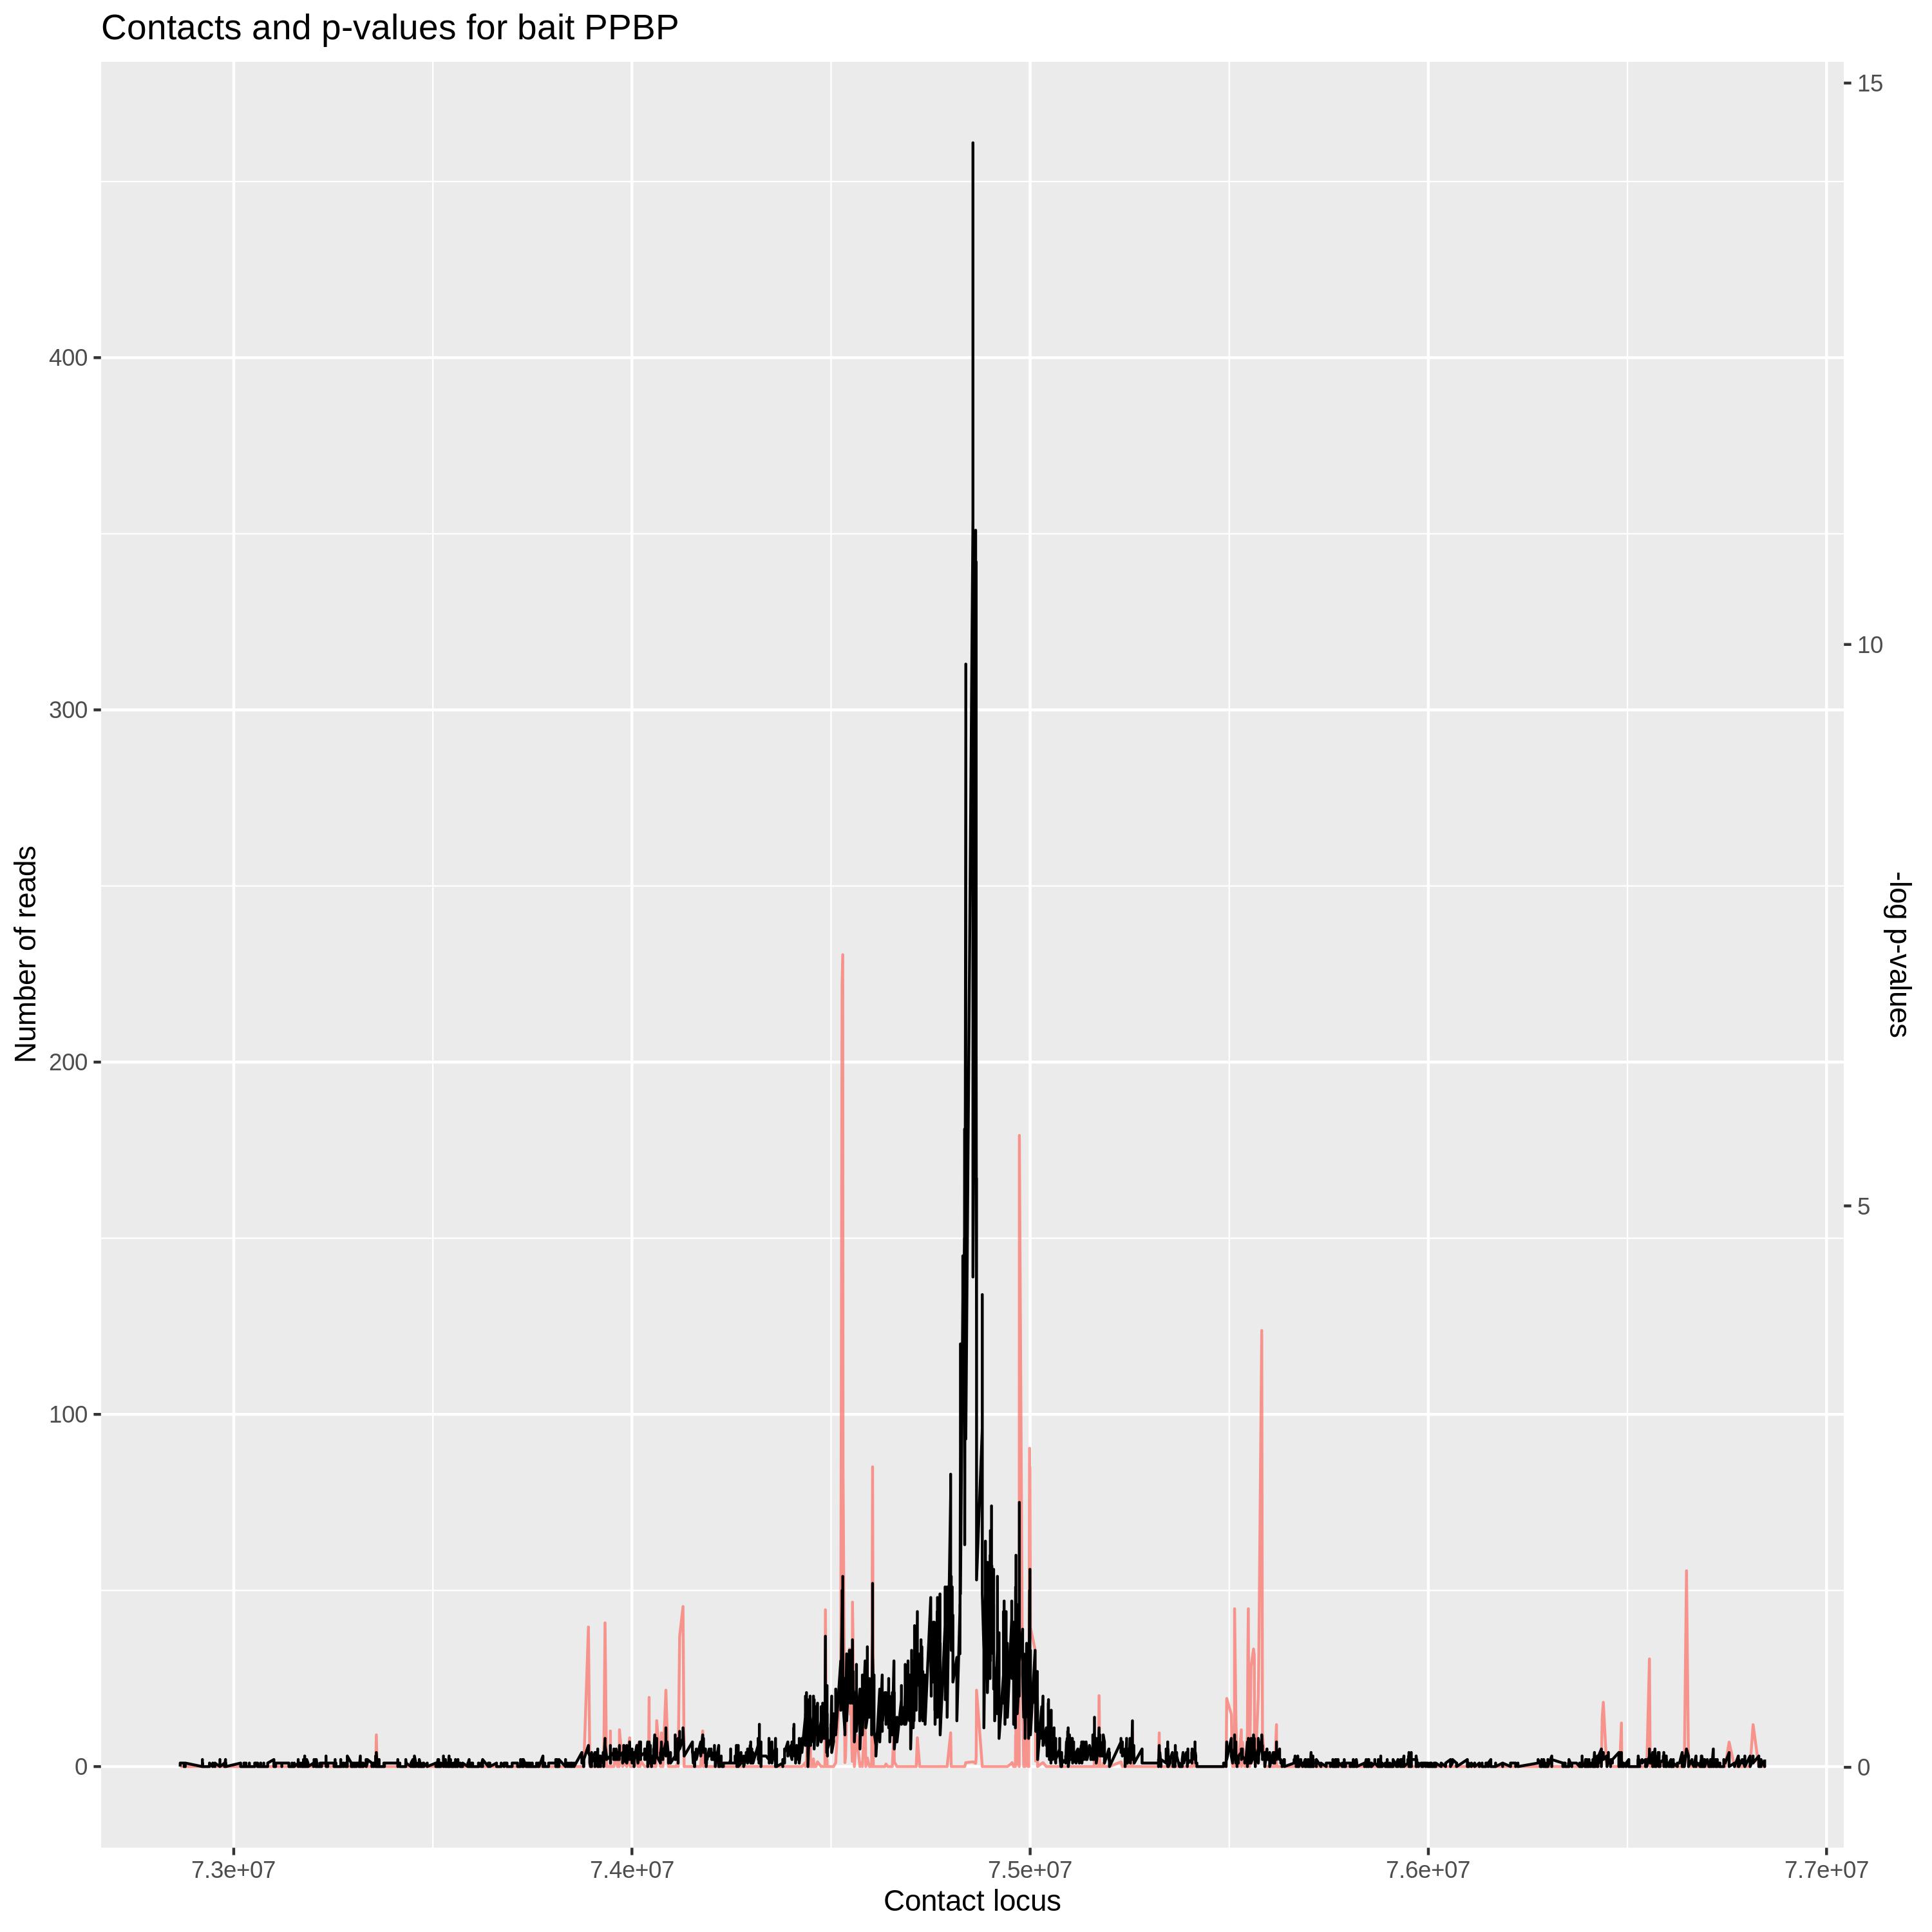 Contacts and p-values for bait PPBP
15
400
10
300
Number of reads
-log p-values
200
5
100
0
0
7.3e+07
7.4e+07
7.5e+07
7.6e+07
7.7e+07
Contact locus